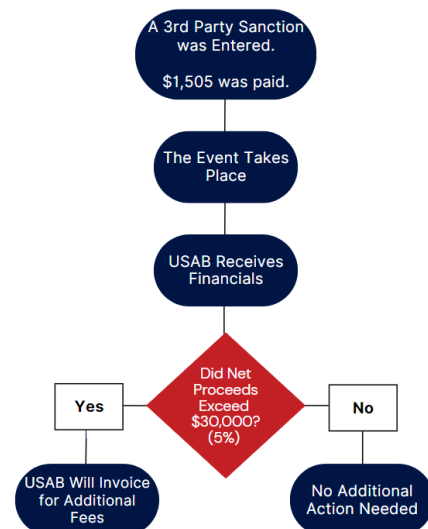 A 3rd Party Sanction
was Entered.
$1,505 was paid.
The Event Takes
Place
USAB Receives
Financials
Did Net
Proceeds
Exceed
$30,000?
(5%)
Yes
No
USAB Will Invoice
for Additional
Fees
No Additional
Action Needed